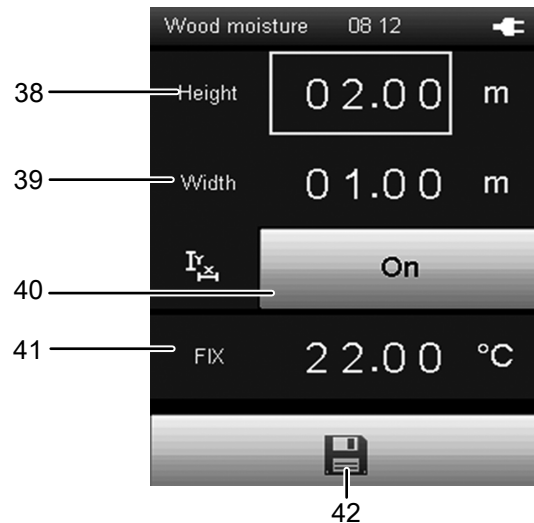 Wood moisture 08 12
38 Height 02.00 m
39 Width 01.00 m
40 On
41 FIX 22.00 °C
42